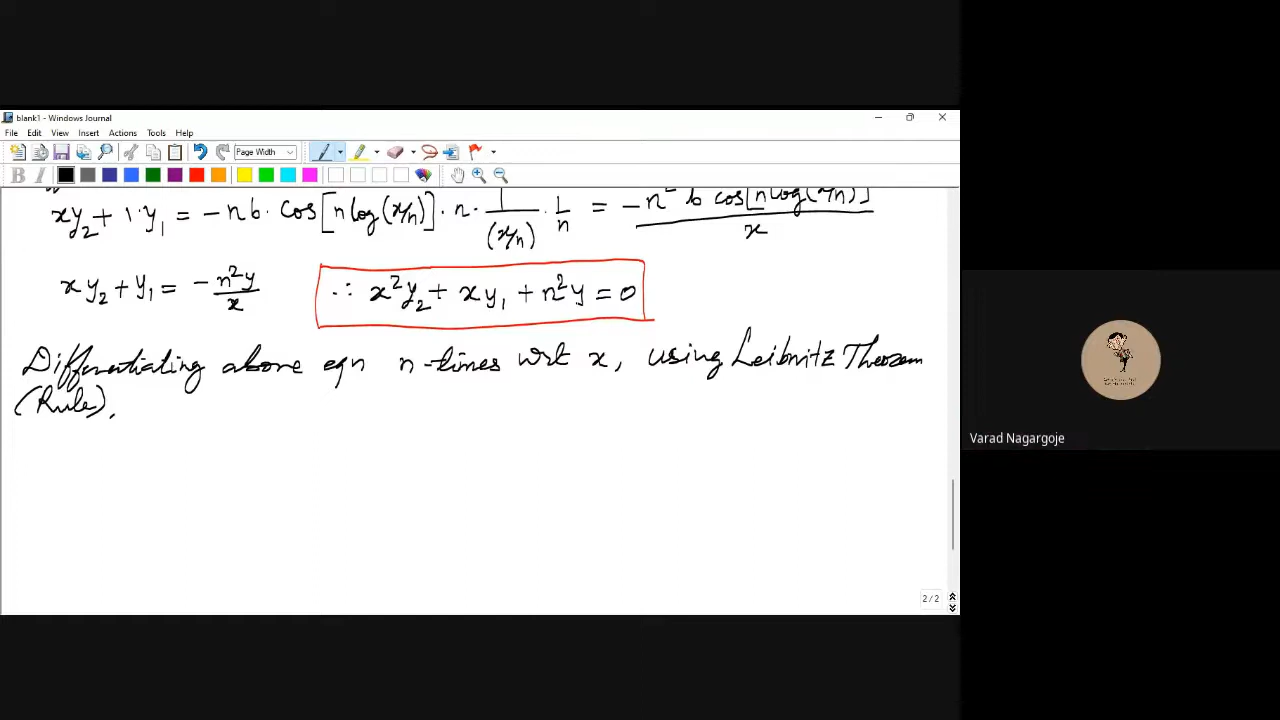 blank1 - Windows Journal
File Edit View Insert Actions Tools Help
Page Width
B I
xy₂ + 1·y₁ = -nb· cos[n log(x/n)]· n· 1/(x/n) · 1/n = -n² b cos[n log(x/n)]/x
xy₂ + y₁ = -n²y/x ∴ x²y₂ + xy₁ + n²y = 0
Differentiating above eqn n-times wrt x, using Leibnitz Theorem
(Rule),
2 / 2
Varad Nagargoje